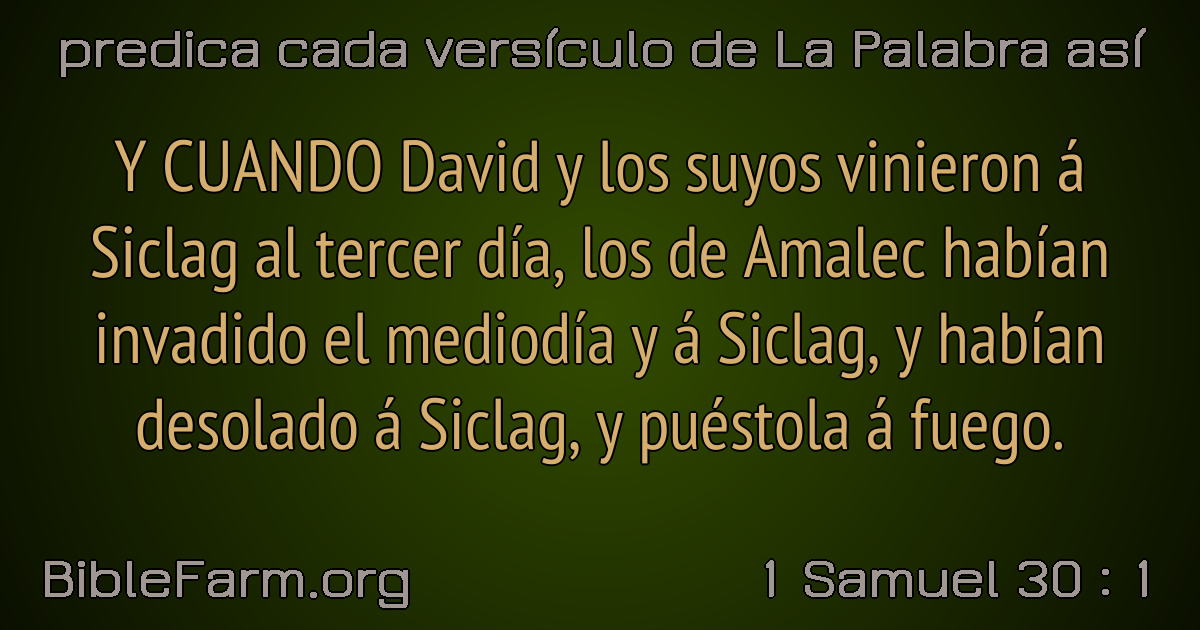 predica cada versículo de La Palabra así
Y CUANDO David y los suyos vinieron á
Siclag al tercer día, los de Amalec habían
invadido el mediodía y á Siclag, y habían
desolado á Siclag, y puéstola á fuego.
BibleFarm.org
1 Samuel 30 : 1